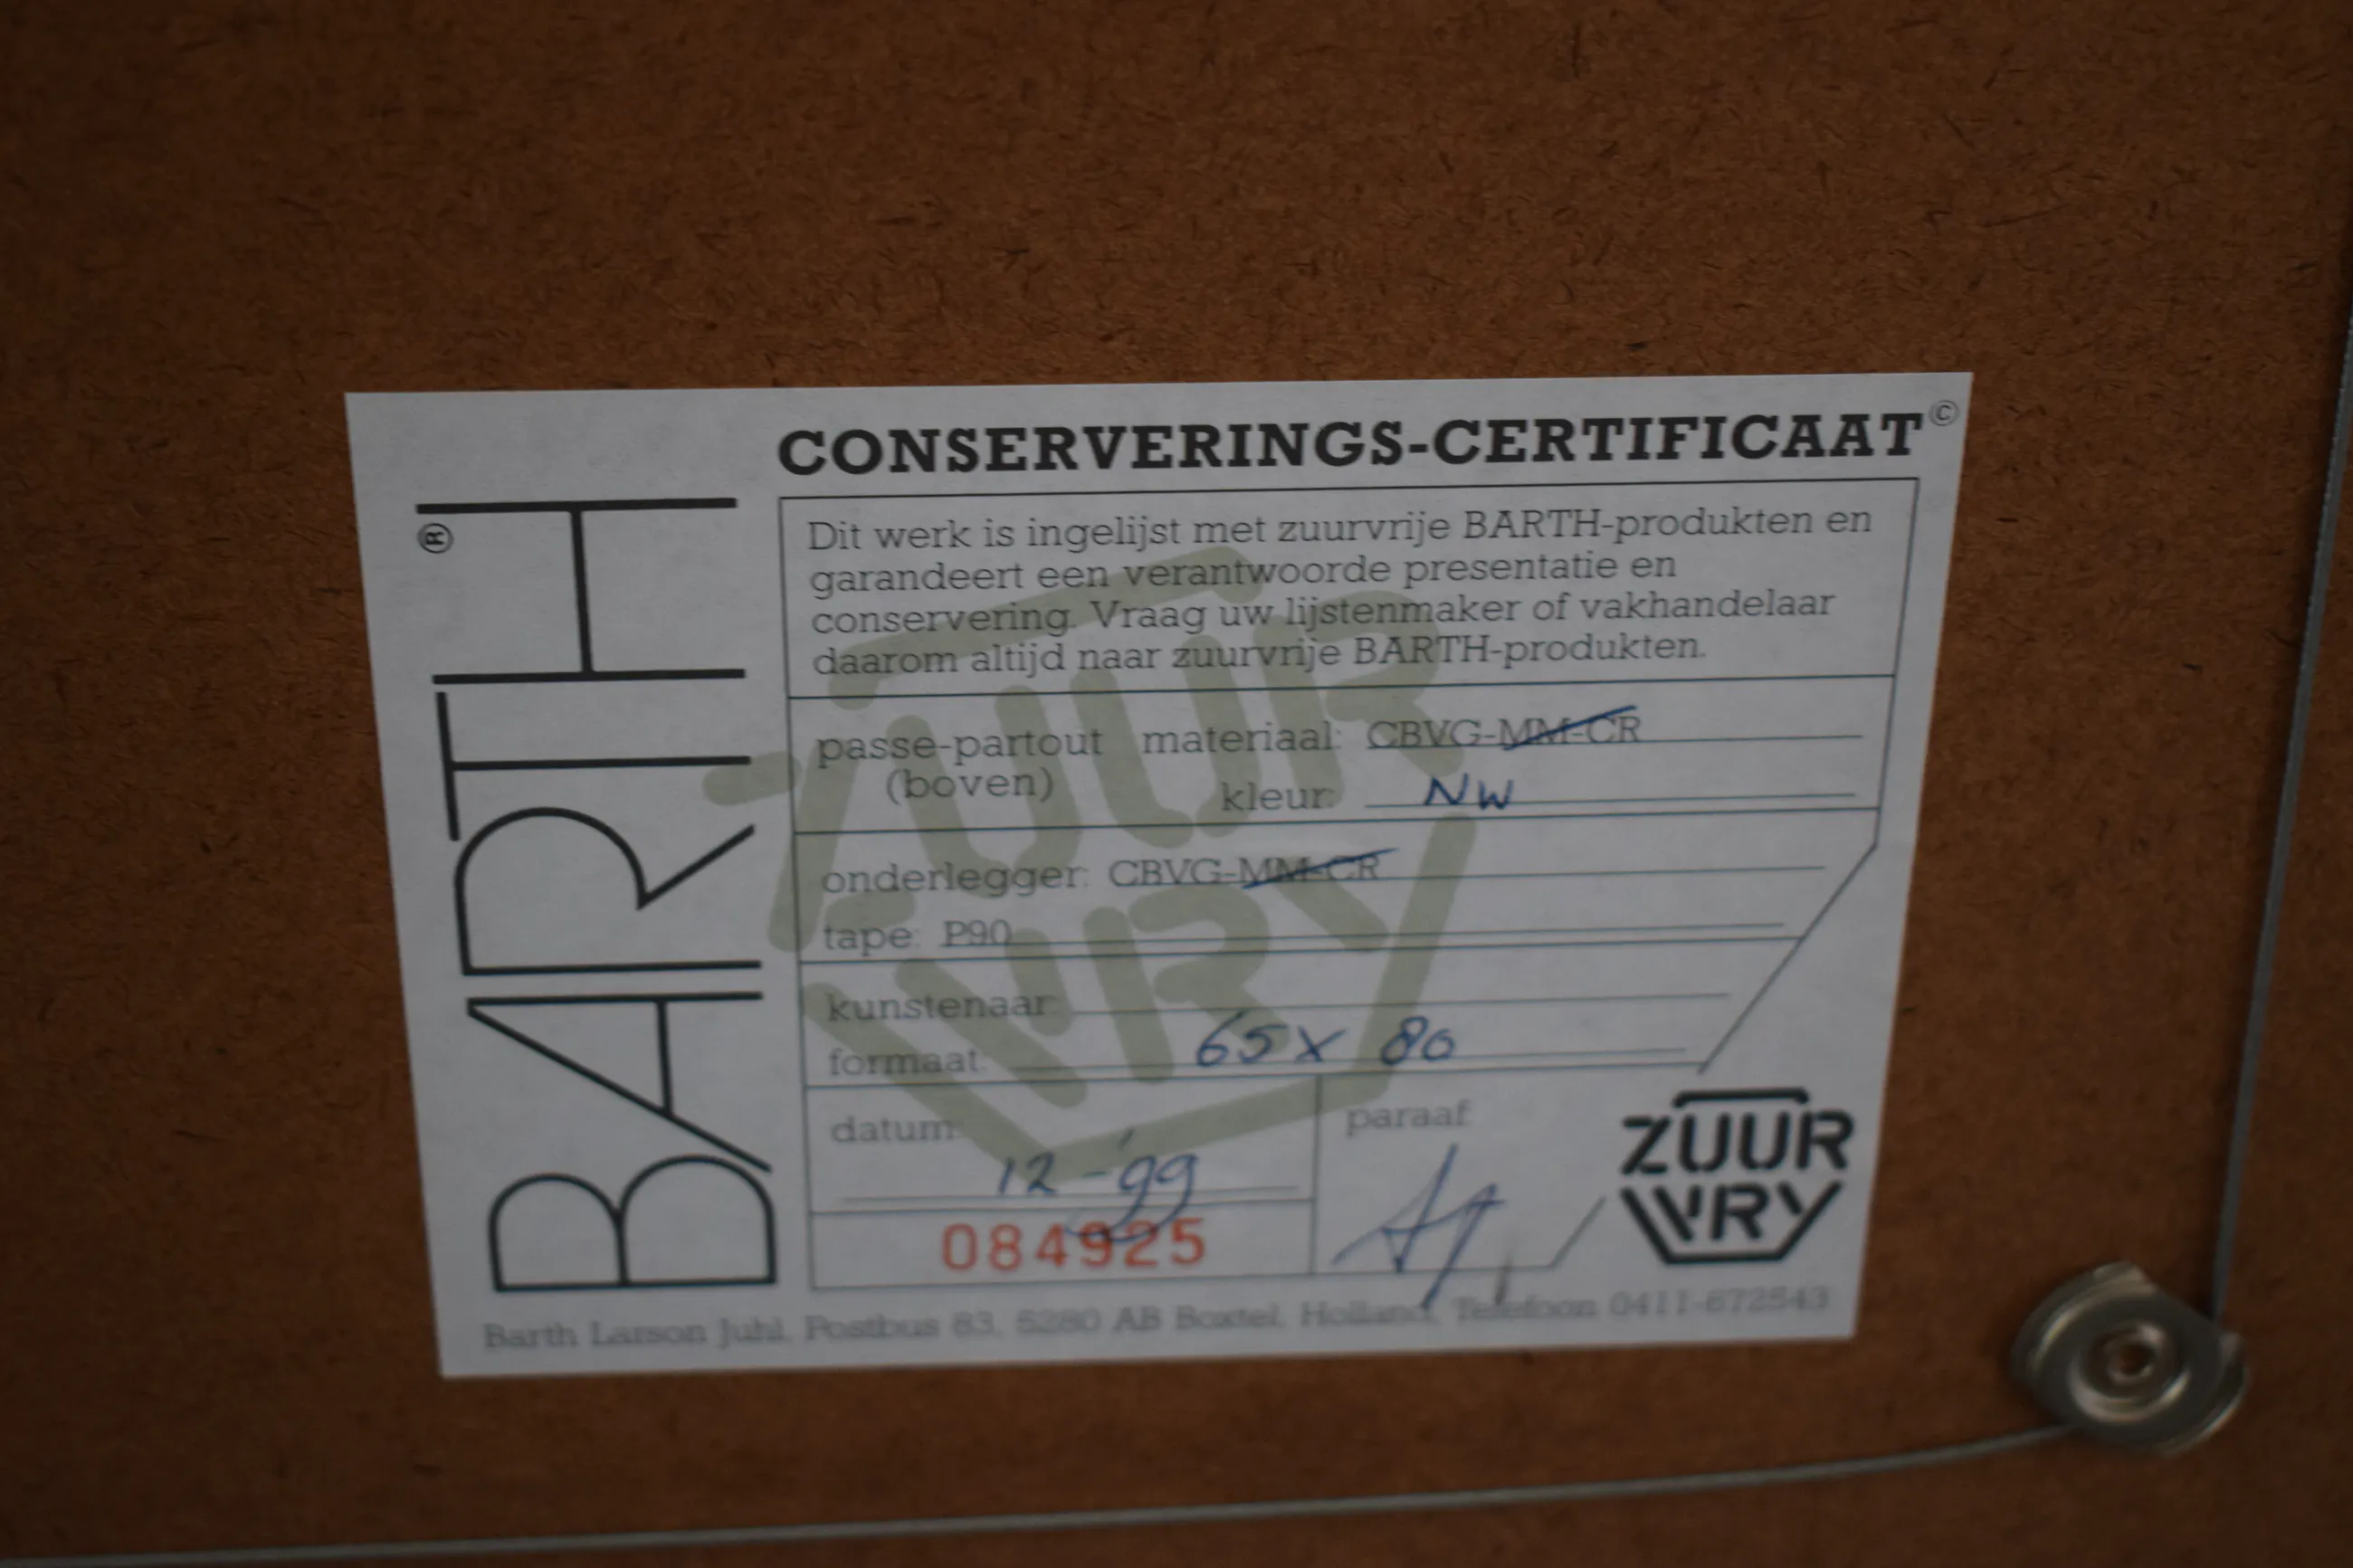 BARTH®
CONSERVERINGS-CERTIFICAAT©
Dit werk is ingelijst met zuurvrije BARTH-produkten en
garandeert een verantwoorde presentatie en
conservering. Vraag uw lijstenmaker of vakhandelaar
daarom altijd naar zuurvrije BARTH-produkten.
ZUUR
VRY
passe-partout materiaal: CBVG-MM-CR
(boven) kleur: NW
onderlegger: CBVG-MM-CR
tape: P90
kunstenaar:
formaat: 65 x 80
datum: paraaf:
12-'99
084925
ZUUR
VRY
Barth Larson Juhl, Postbus 83, 5280 AB Boxtel, Holland, Telefoon 0411-672543